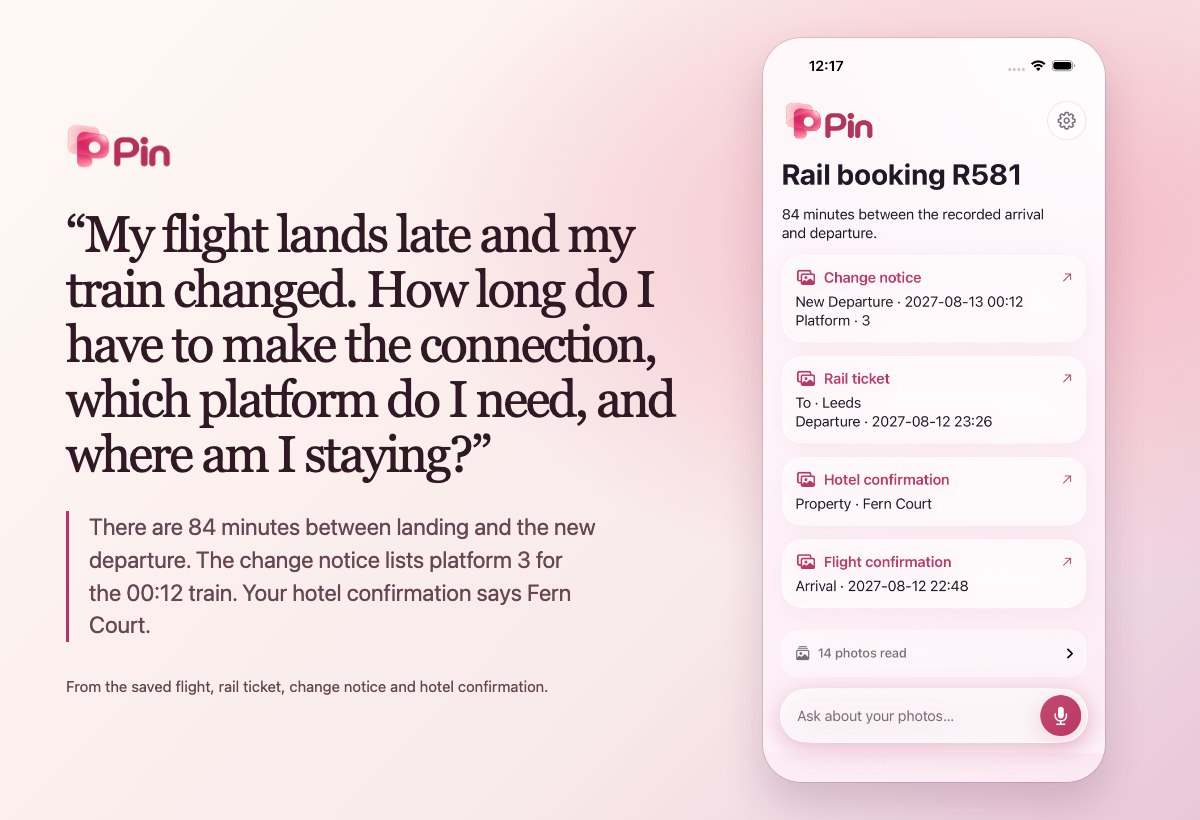 Pin
“My flight lands late and my
train changed. How long do I
have to make the connection,
which platform do I need, and
where am I staying?”
There are 84 minutes between landing and the new
departure. The change notice lists platform 3 for
the 00:12 train. Your hotel confirmation says Fern
Court.
From the saved flight, rail ticket, change notice and hotel confirmation.
12:17
Pin
Rail booking R581
84 minutes between the recorded arrival
and departure.
Change notice
New Departure · 2027-08-13 00:12
Platform · 3
Rail ticket
To · Leeds
Departure · 2027-08-12 23:26
Hotel confirmation
Property · Fern Court
Flight confirmation
Arrival · 2027-08-12 22:48
14 photos read
Ask about your photos...